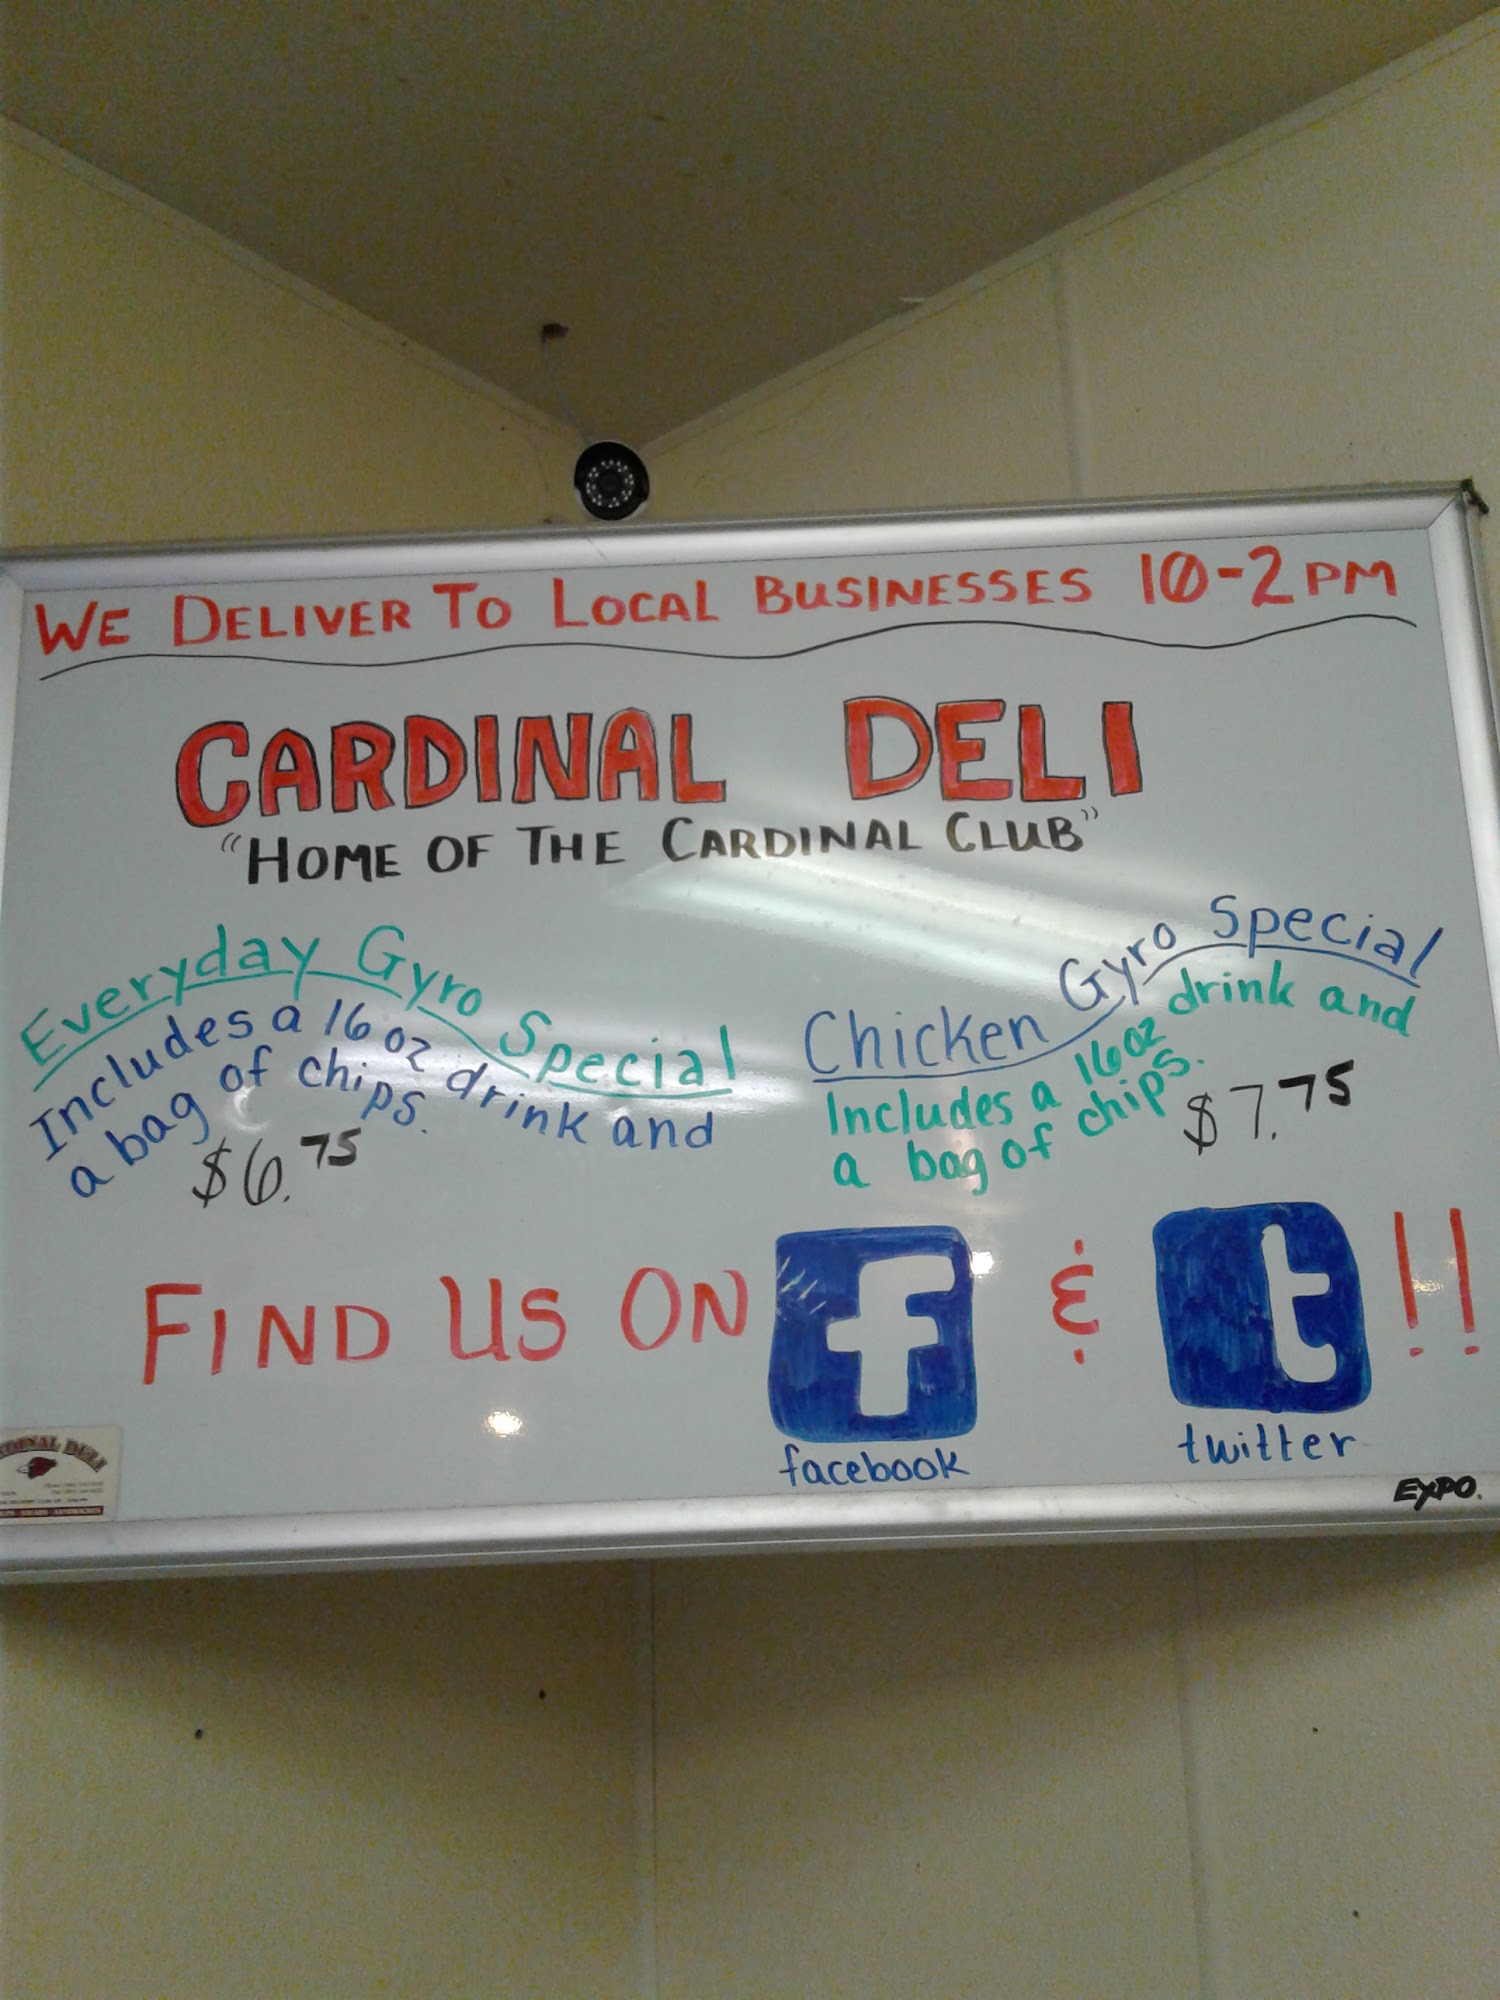 WE DELIVER TO LOCAL BUSINESSES 10-2PM
CARDINAL DELI
"HOME OF THE CARDINAL CLUB"
Everyday Gyro Special
Includes a 16oz drink and
a bag of chips.
$6.75
Chicken Gyro Special
Includes a 16oz drink and
a bag of chips.
$7.75
FIND US ON f & t !!
facebook
twitter
EXPO.
DELI